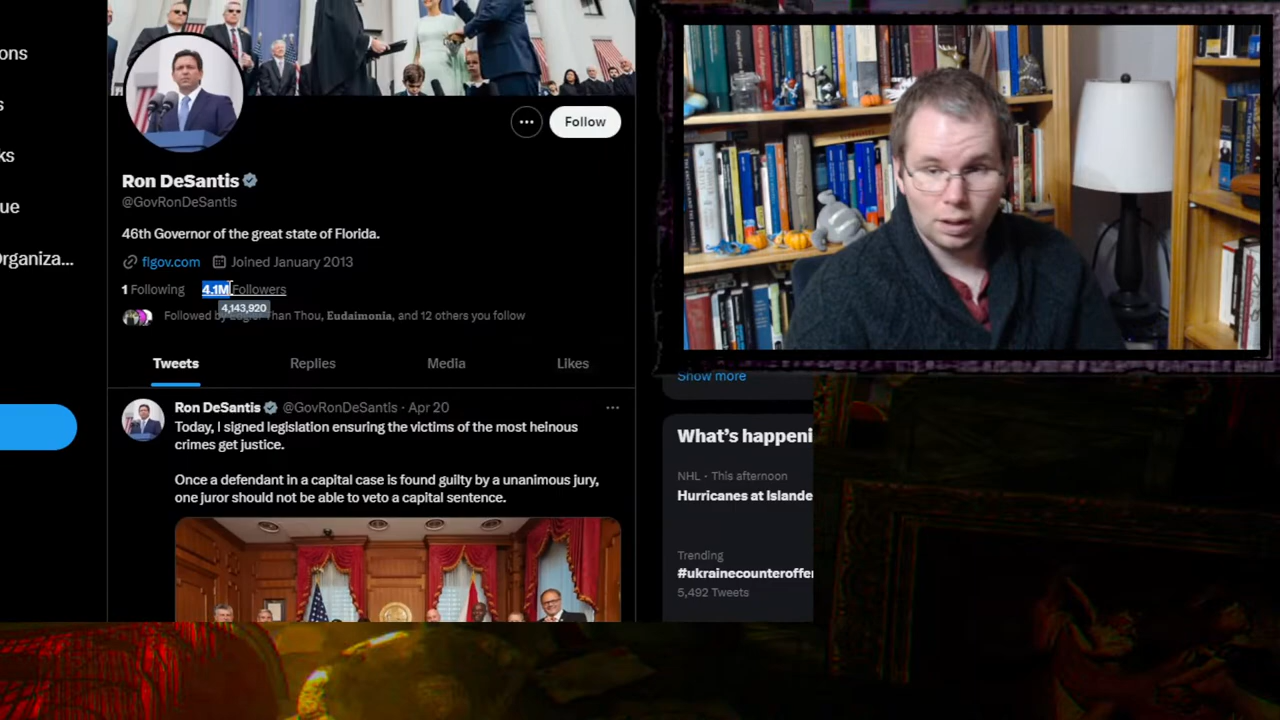 ons
s
ks
ue
Organiza...
Follow
Ron DeSantis
@GovRonDeSantis
46th Governor of the great state of Florida.
flgov.com Joined January 2013
1 Following 4.1M Followers
4,143,920
Followed by Than Thou, Eudaimonia, and 12 others you follow
Tweets Replies Media Likes
Ron DeSantis @GovRonDeSantis · Apr 20
Today, I signed legislation ensuring the victims of the most heinous
crimes get justice.
Once a defendant in a capital case is found guilty by a unanimous jury,
one juror should not be able to veto a capital sentence.
Show more
What's happeni
NHL · This afternoon
Hurricanes at Islande
Trending
#ukrainecounteroffe
5,492 Tweets